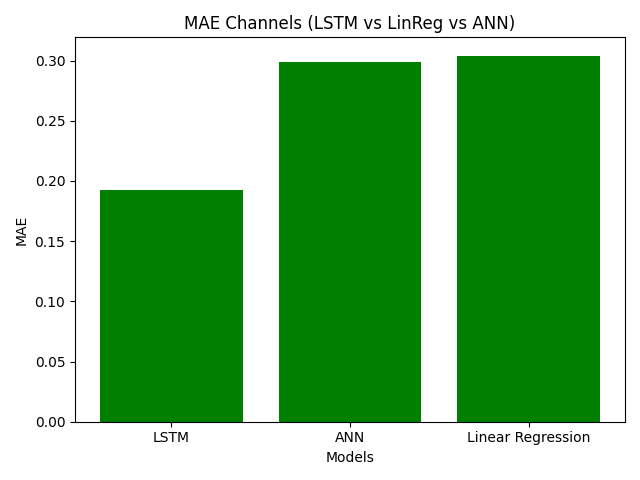 MAE Channels (LSTM vs LinReg vs ANN)
0.30
0.25
0.20
0.15
0.10
0.05
0.00
MAE
LSTM ANN Linear Regression
Models